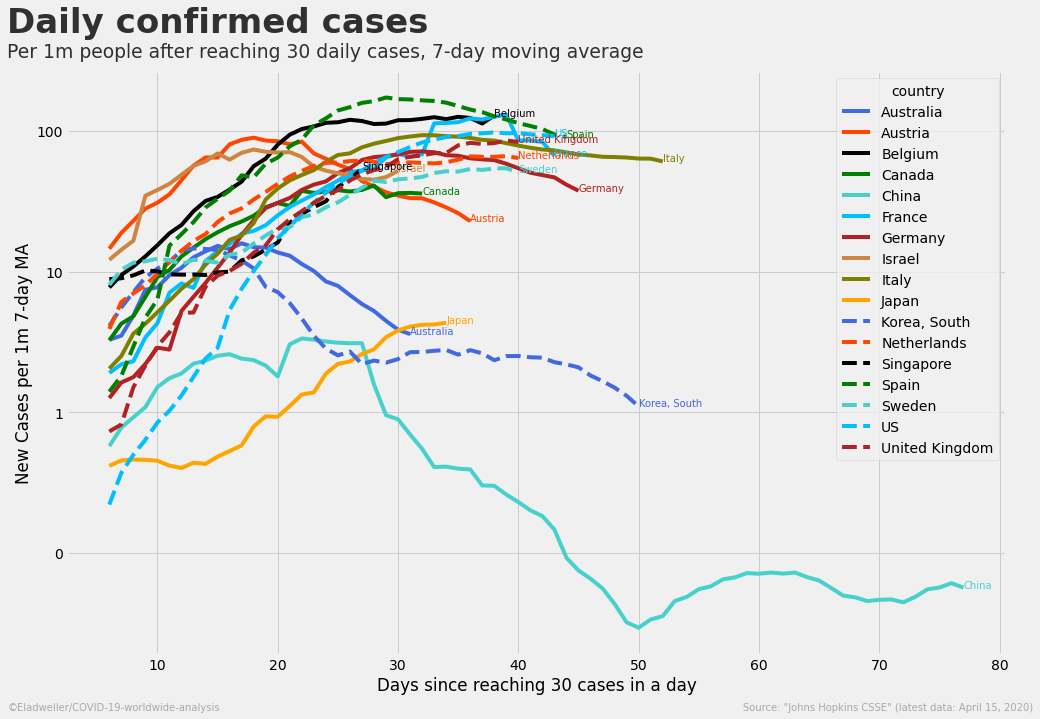 Daily confirmed cases
Per 1m people after reaching 30 daily cases, 7-day moving average
country
Australia
Austria
Belgium
Canada
China
France
Germany
Israel
Italy
Japan
Korea, South
Netherlands
Singapore
Spain
Sweden
US
United Kingdom
New Cases per 1m 7-day MA
100
10
1
0
Belgium
US
Spain
United Kingdom
Netherlands
Italy
Singapore
Israel
Sweden
Germany
Canada
Austria
Japan
Australia
Korea, South
China
10
20
30
40
50
60
70
80
Days since reaching 30 cases in a day
©Eladweller/COVID-19-worldwide-analysis
Source: "Johns Hopkins CSSE" (latest data: April 15, 2020)